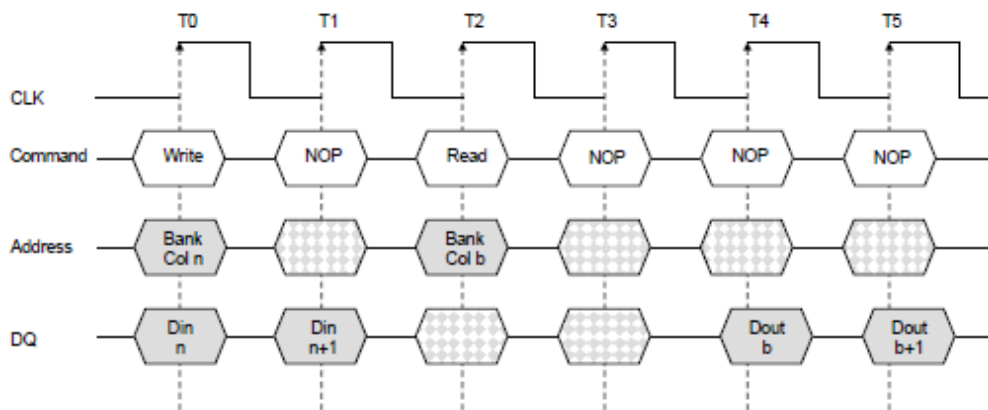 T0 T1 T2 T3 T4 T5
CLK
Command Write NOP Read NOP NOP NOP
Address Bank Col n Bank Col b
DQ Din n Din n+1 Dout b Dout b+1